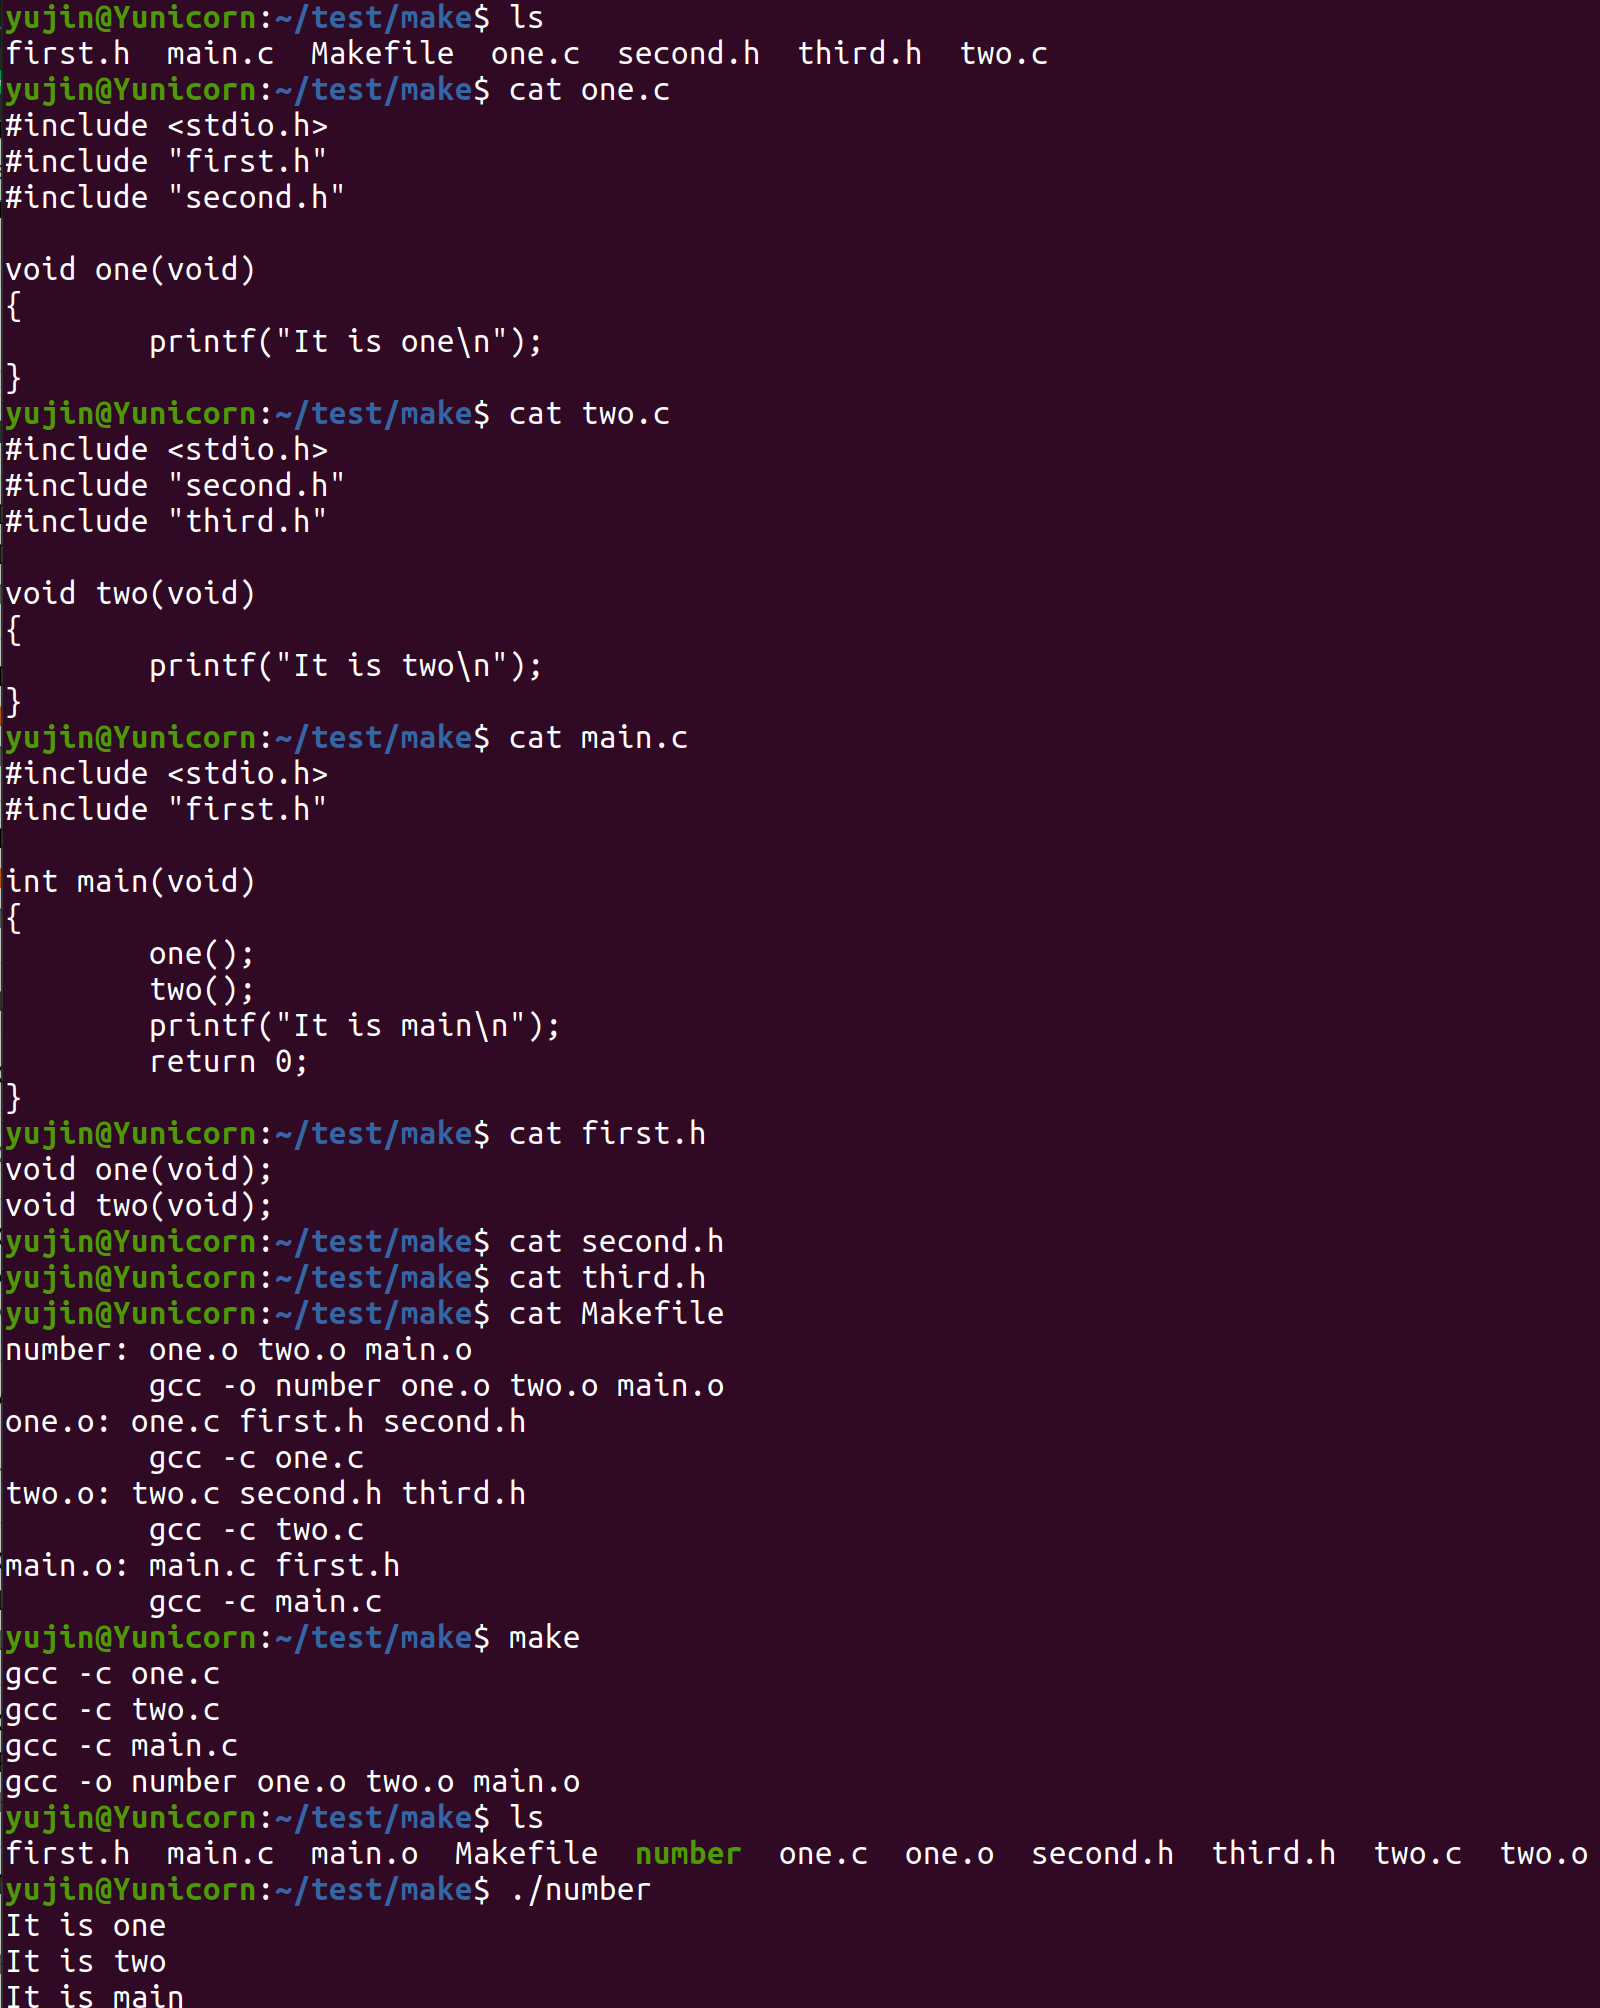 yujin@Yunicorn:~/test/make$ ls
first.h  main.c  Makefile  one.c  second.h  third.h  two.c
yujin@Yunicorn:~/test/make$ cat one.c
#include <stdio.h>
#include "first.h"
#include "second.h"

void one(void)
{
        printf("It is one\n");
}
yujin@Yunicorn:~/test/make$ cat two.c
#include <stdio.h>
#include "second.h"
#include "third.h"

void two(void)
{
        printf("It is two\n");
}
yujin@Yunicorn:~/test/make$ cat main.c
#include <stdio.h>
#include "first.h"

int main(void)
{
        one();
        two();
        printf("It is main\n");
        return 0;
}
yujin@Yunicorn:~/test/make$ cat first.h
void one(void);
void two(void);
yujin@Yunicorn:~/test/make$ cat second.h
yujin@Yunicorn:~/test/make$ cat third.h
yujin@Yunicorn:~/test/make$ cat Makefile
number: one.o two.o main.o
        gcc -o number one.o two.o main.o
one.o: one.c first.h second.h
        gcc -c one.c
two.o: two.c second.h third.h
        gcc -c two.c
main.o: main.c first.h
        gcc -c main.c
yujin@Yunicorn:~/test/make$ make
gcc -c one.c
gcc -c two.c
gcc -c main.c
gcc -o number one.o two.o main.o
yujin@Yunicorn:~/test/make$ ls
first.h  main.c  main.o  Makefile  number  one.c  one.o  second.h  third.h  two.c  two.o
yujin@Yunicorn:~/test/make$ ./number
It is one
It is two
It is main